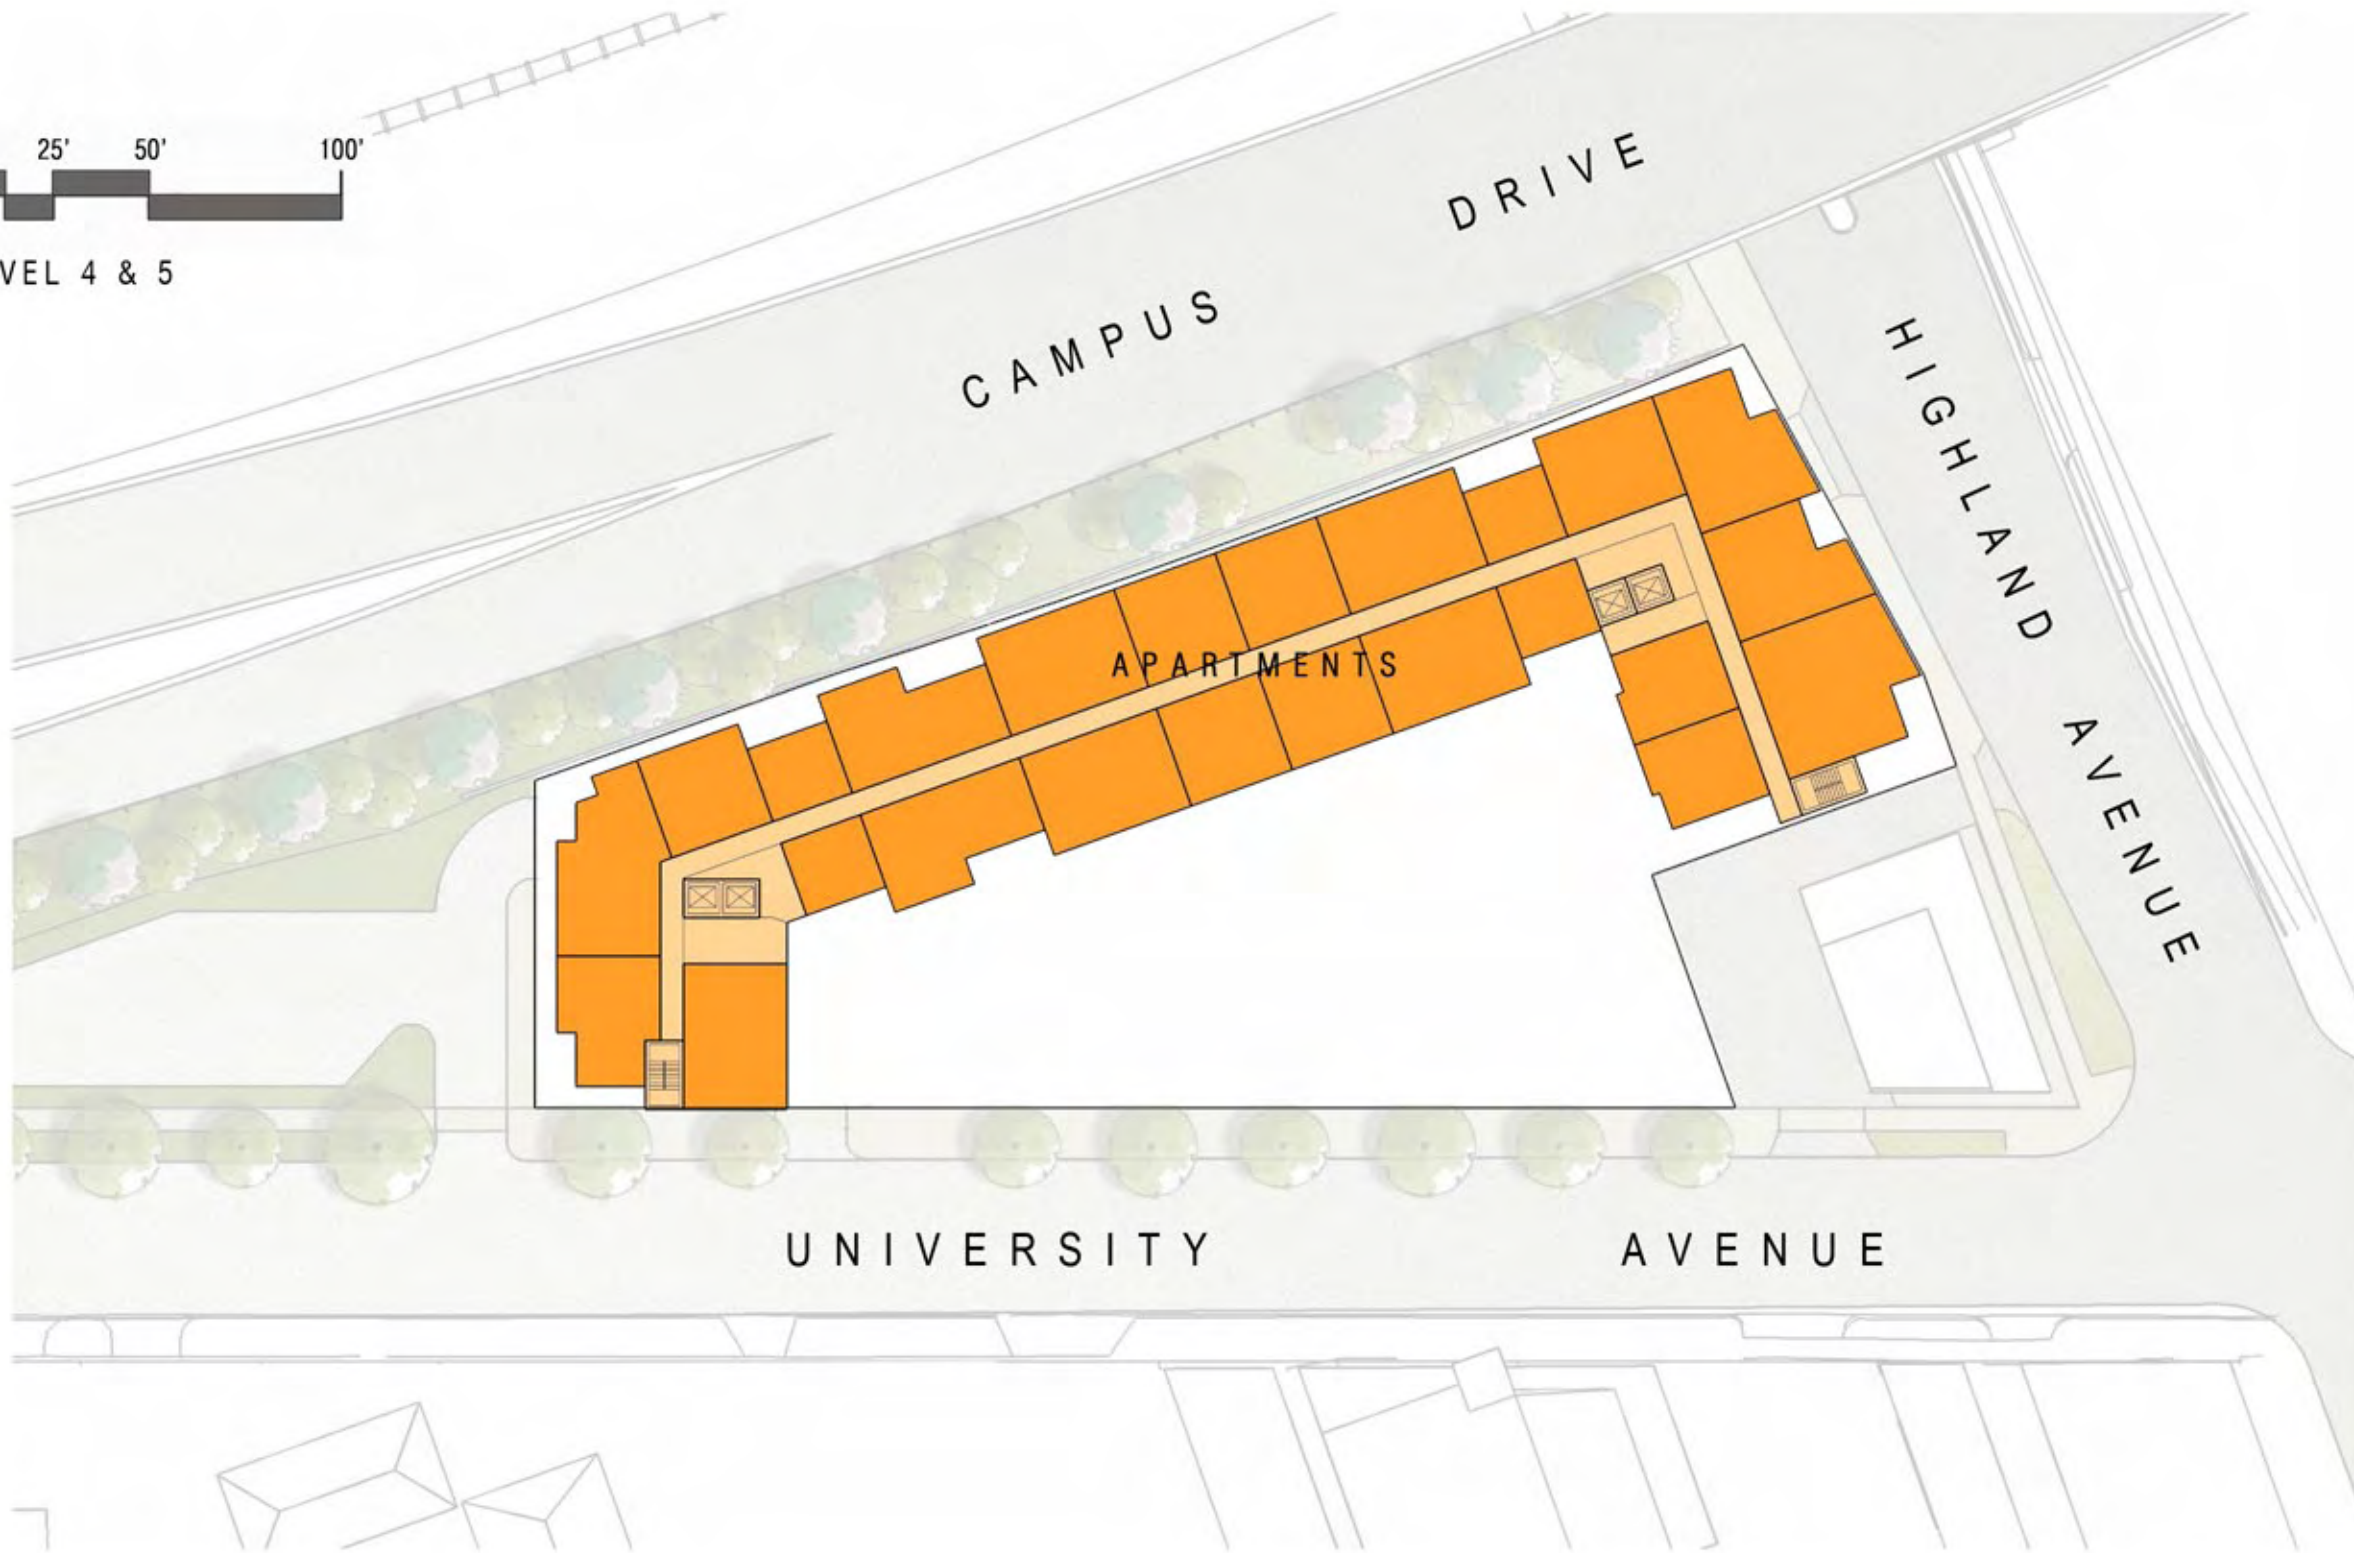 25' 50' 100'
VEL 4 & 5
CAMPUS DRIVE
HIGHLAND AVENUE
APARTMENTS
UNIVERSITY AVENUE